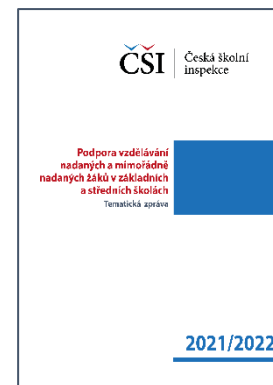 ČŠI
Česká školní
inspekce
Podpora vzdělávání
nadaných a mimořádně
nadaných žáků v základních
a středních školách
Tematická zpráva
2021/2022